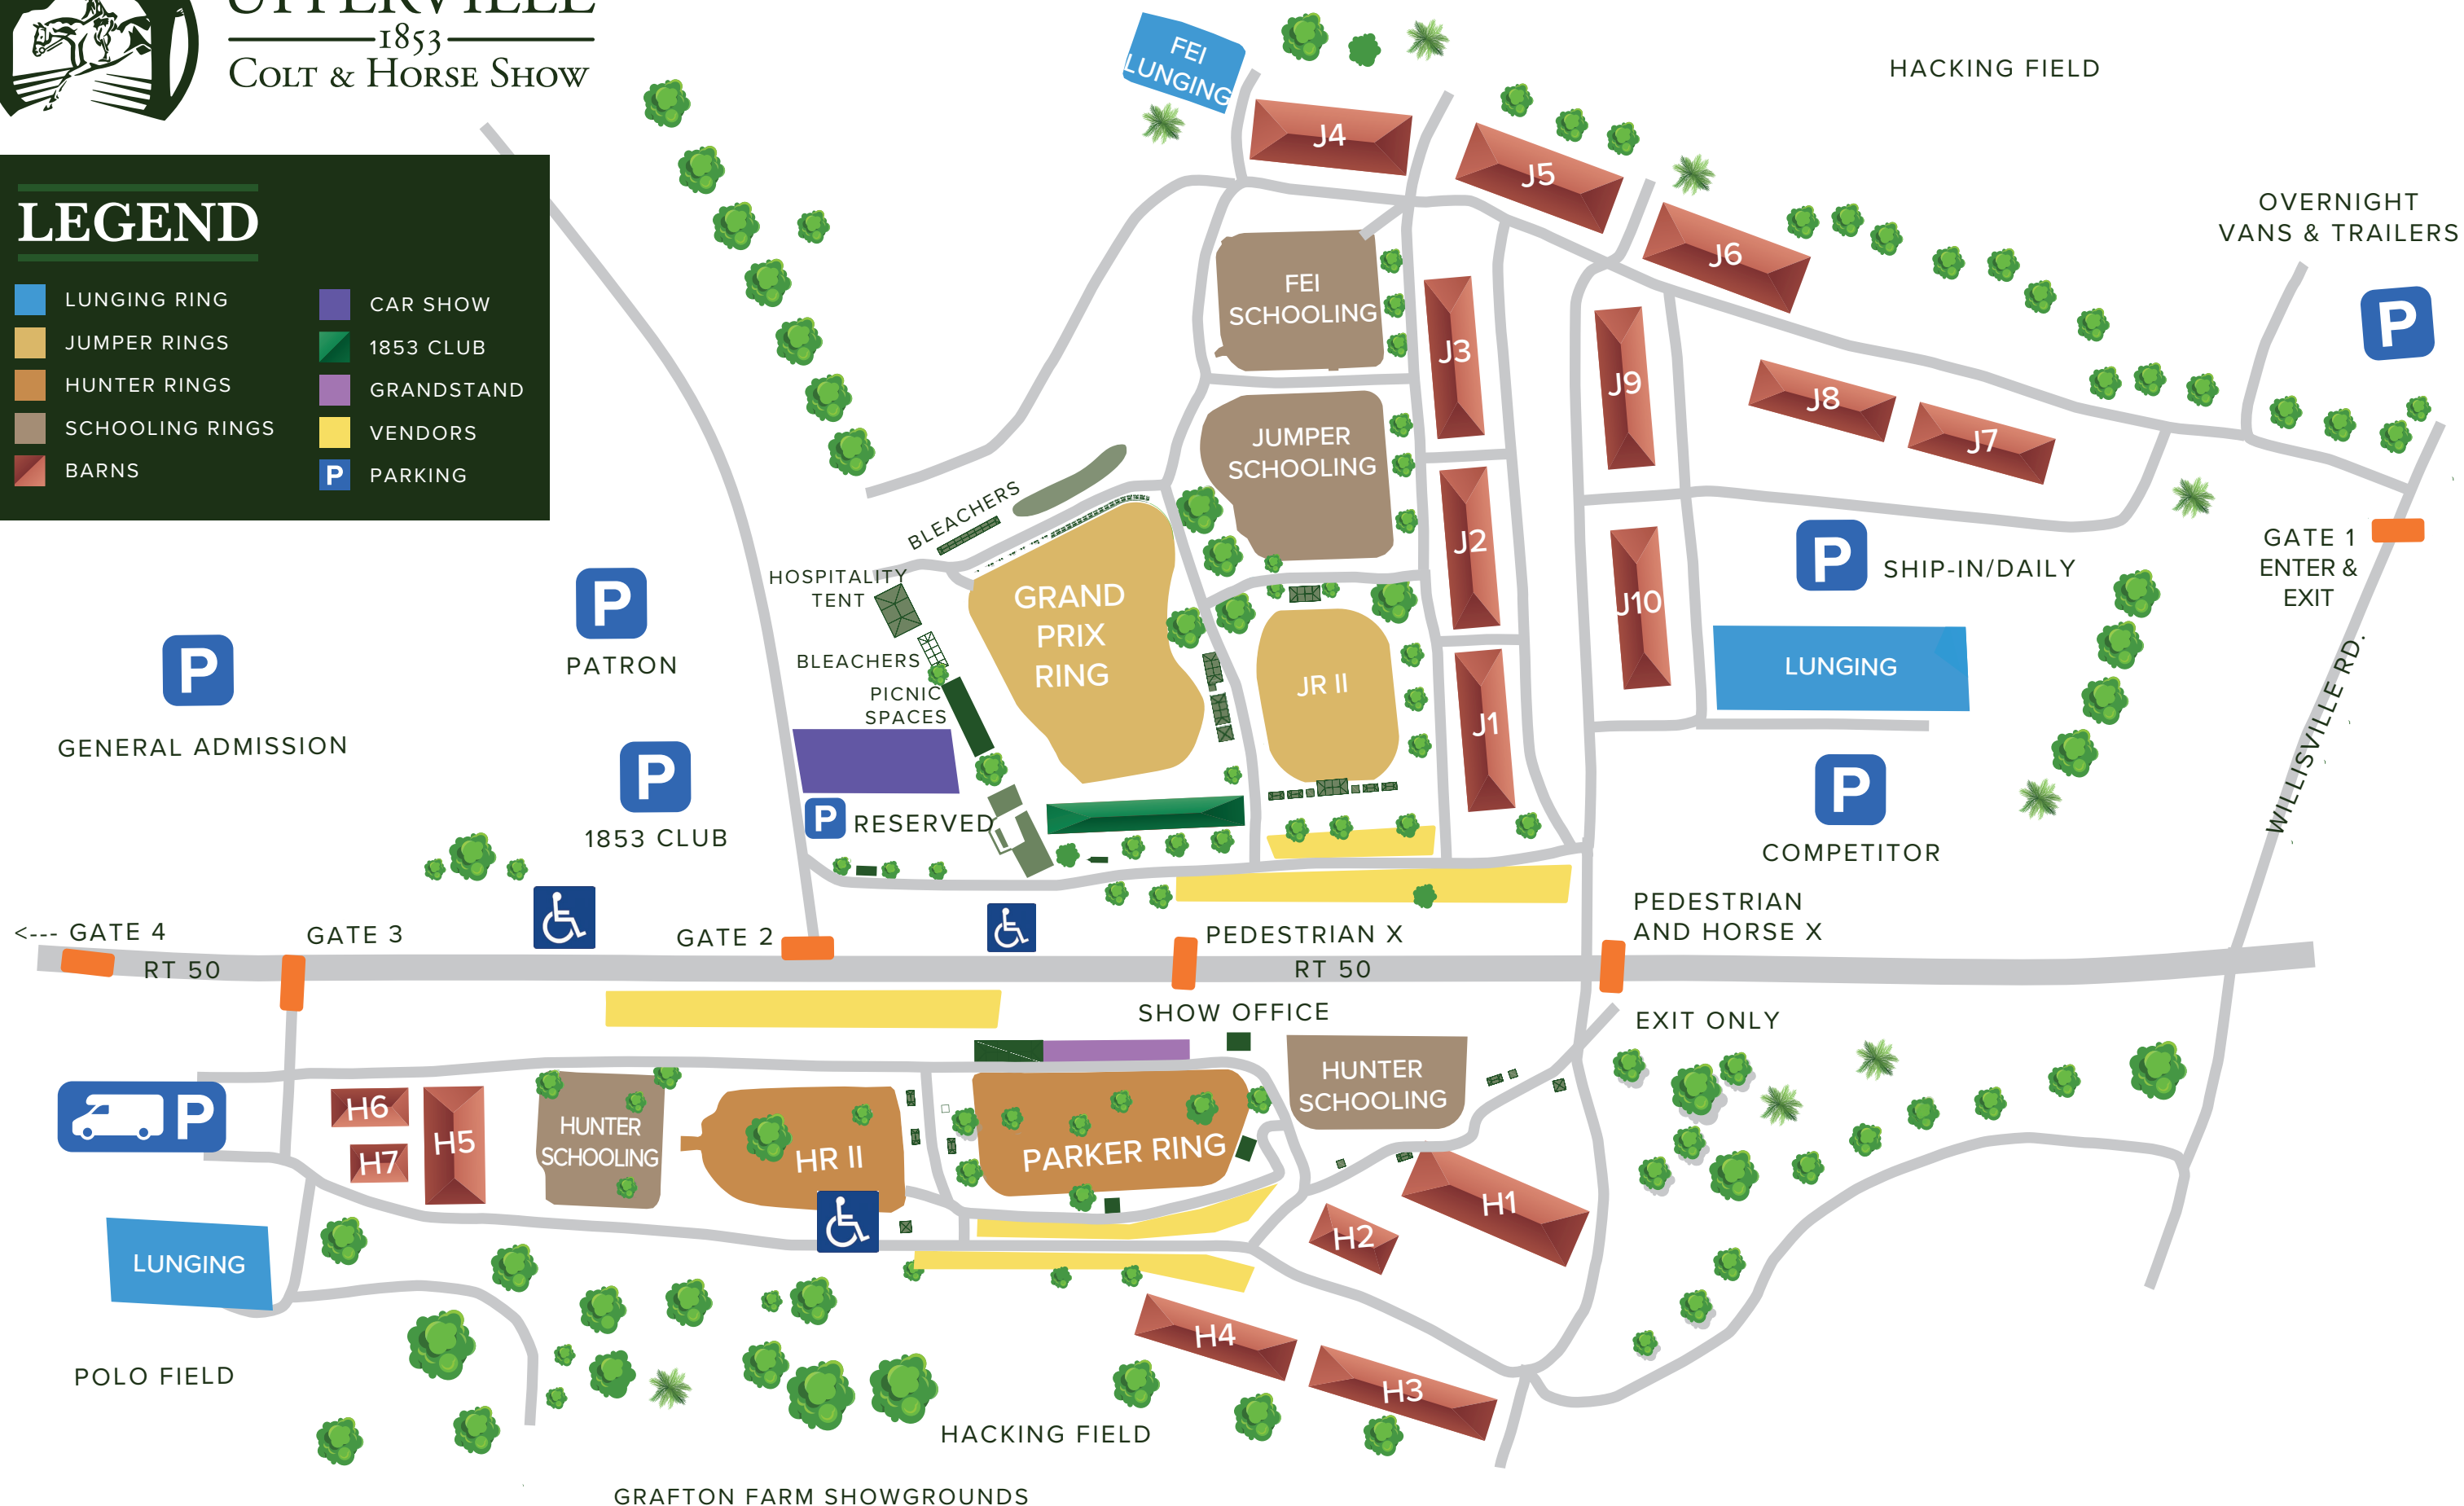 UPPERVILLE
1853
COLT & HORSE SHOW
LEGEND
LUNGING RING
JUMPER RINGS
HUNTER RINGS
SCHOOLING RINGS
BARNS
CAR SHOW
1853 CLUB
GRANDSTAND
VENDORS
P PARKING
FEI
LUNGING
HACKING FIELD
J4
J5
J6
OVERNIGHT
VANS & TRAILERS
P
FEI
SCHOOLING
J3
J9
J8
J7
JUMPER
SCHOOLING
BLEACHERS
J2
J10
P SHIP-IN/DAILY
GATE 1
ENTER &
EXIT
HOSPITALITY
TENT
GRAND
PRIX
RING
P
PATRON
BLEACHERS
PICNIC
SPACES
JR II
J1
LUNGING
WILLISVILLE RD.
P
GENERAL ADMISSION
P
1853 CLUB
P RESERVED
P
COMPETITOR
PEDESTRIAN
AND HORSE X
<--- GATE 4
GATE 3
GATE 2
PEDESTRIAN X
RT 50
RT 50
SHOW OFFICE
EXIT ONLY
P
H6
H7
H5
HUNTER
SCHOOLING
HR II
PARKER RING
HUNTER
SCHOOLING
H1
H2
LUNGING
H4
H3
POLO FIELD
HACKING FIELD
GRAFTON FARM SHOWGROUNDS